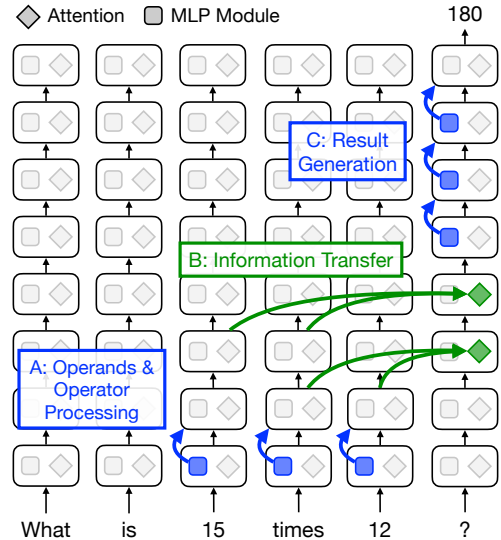 Attention MLP Module
180
C: Result
Generation
B: Information Transfer
A: Operands &
Operator
Processing
What is 15 times 12 ?